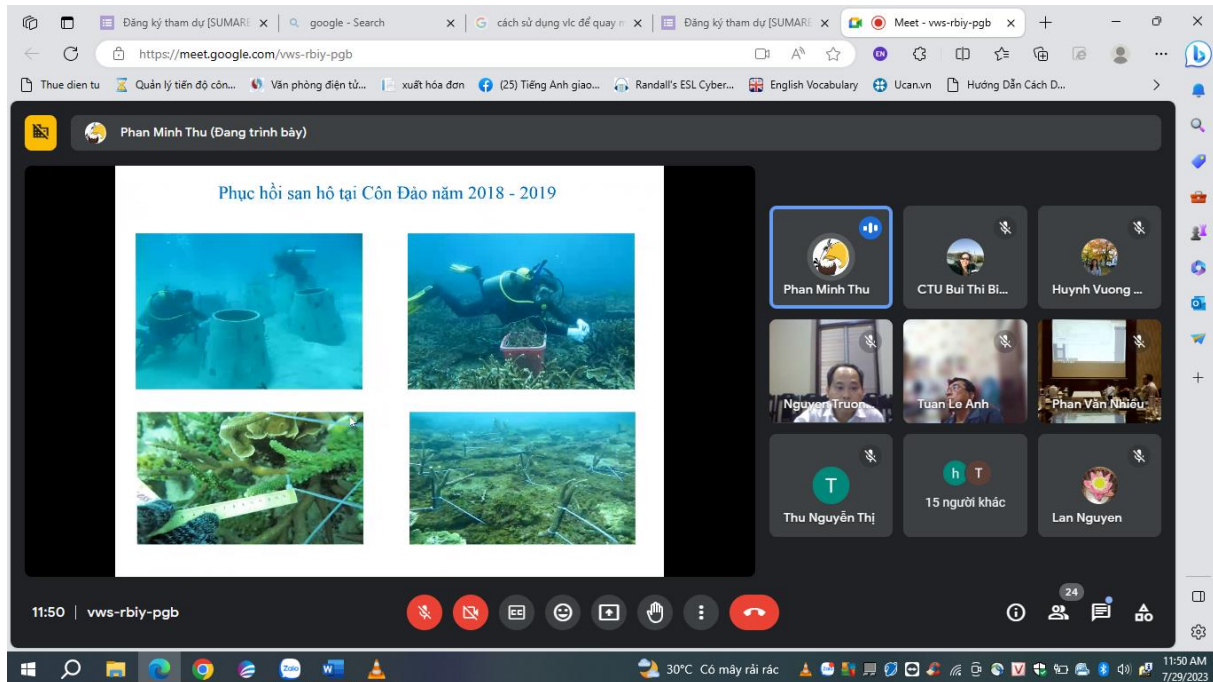 Đăng ký tham dự [SUMARE
google - Search
cách sử dụng vlc để quay m
Đăng ký tham dự [SUMARE
Meet - vws-rbiy-pgb
https://meet.google.com/vws-rbiy-pgb
Thue dien tu
Quản lý tiến độ côn...
Văn phòng điện tử...
xuất hóa đơn
(25) Tiếng Anh giao...
Randall's ESL Cyber...
English Vocabulary
Ucan.vn
Hướng Dẫn Cách D...
Phan Minh Thu (Đang trình bày)
Phục hồi san hô tại Côn Đảo năm 2018 - 2019
Phan Minh Thu
CTU Bui Thi Bi...
Huynh Vuong ...
Nguyen Truon...
Tuan Le Anh
Phan Văn Nhiêu
T
Thu Nguyễn Thị
h T
15 người khác
Lan Nguyen
11:50 | vws-rbiy-pgb
24
30°C Có mây rải rác
11:50 AM
7/29/2023